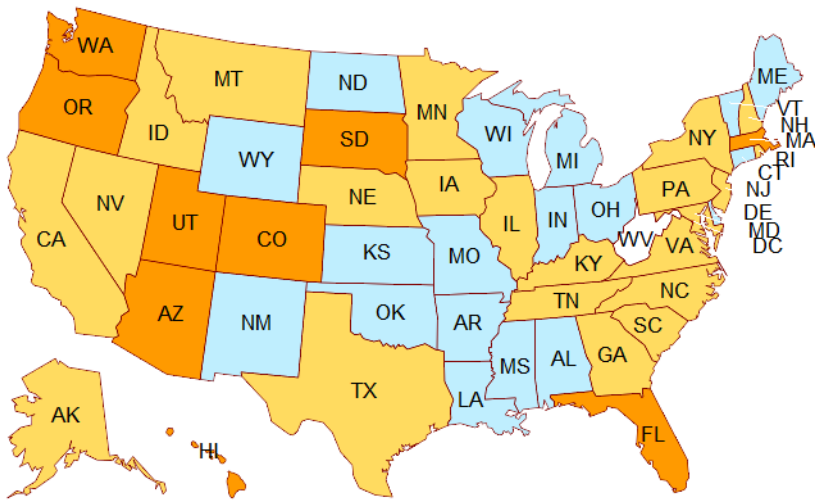 WA
ME
MT
ND
OR
MN
VT
NH
ID
SD
WI
NY
MA
WY
MI
RI
CT
IA
PA
NE
NJ
NV
OH
IL
IN
DE
UT
MD
CO
WV
VA
DC
CA
KS
MO
KY
NC
TN
AZ
OK
NM
AR
SC
GA
MS
AL
TX
LA
AK
FL
HI